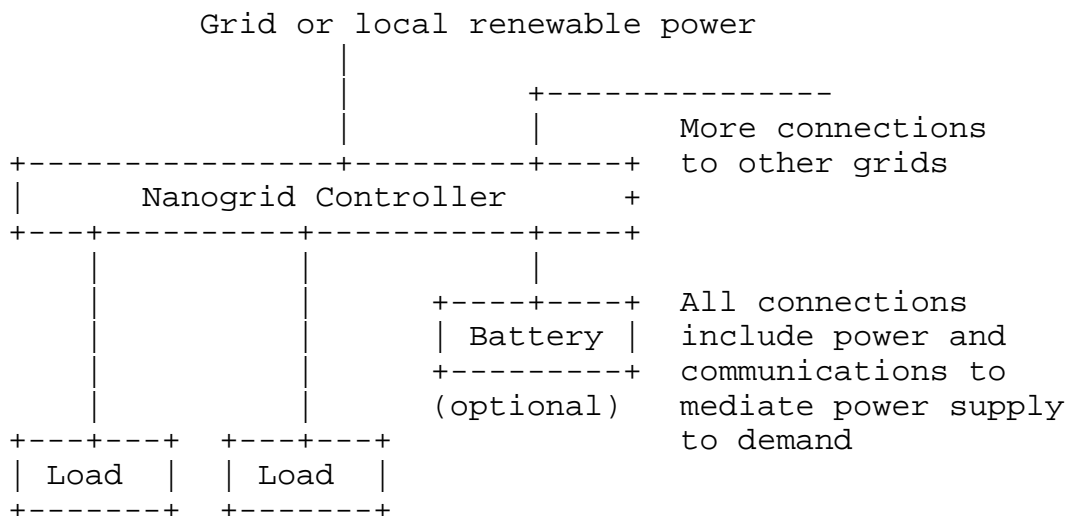 Grid or local renewable power
More connections
to other grids
Nanogrid Controller
All connections
Battery include power and
communications to
(optional) mediate power supply
to demand
Load Load